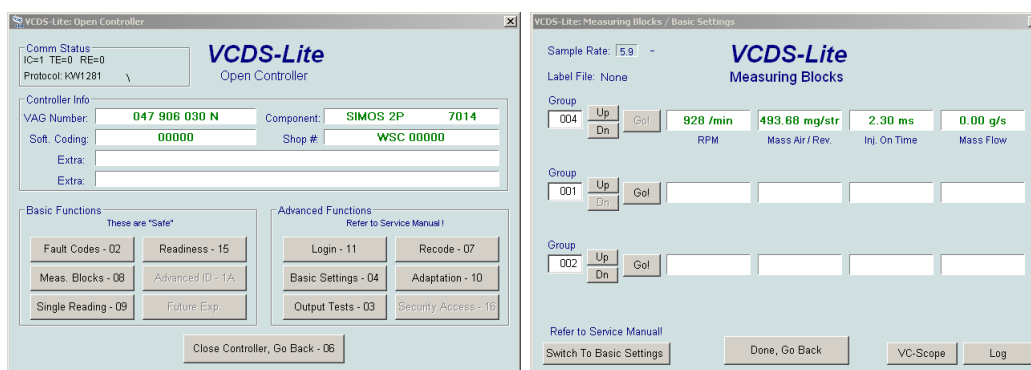 VCDS-Lite: Open Controller
Comm Status
IC=1 TE=0 RE=0
Protocol: KW1281 \
VCDS-Lite
Open Controller
Controller Info
VAG Number: 047 906 030 N Component: SIMOS 2P 7014
Soft. Coding: 00000 Shop #: WSC 00000
Extra:
Extra:
Basic Functions
These are "Safe"
Fault Codes - 02 Readiness - 15
Meas. Blocks - 08 Advanced ID - 1A
Single Reading - 09 Future Exp.
Advanced Functions
Refer to Service Manual !
Login - 11 Recode - 07
Basic Settings - 04 Adaptation - 10
Output Tests - 03 Security Access - 16
Close Controller, Go Back - 06
VCDS-Lite: Measuring Blocks / Basic Settings
Sample Rate: 5.9 -
Label File: None
VCDS-Lite
Measuring Blocks
Group
004 Up Dn Go! 928 /min 493.68 mg/str 2.30 ms 0.00 g/s
RPM Mass Air / Rev. Inj. On Time Mass Flow
Group
001 Up Dn Go!
Group
002 Up Dn Go!
Refer to Service Manual!
Switch To Basic Settings Done, Go Back VC-Scope Log